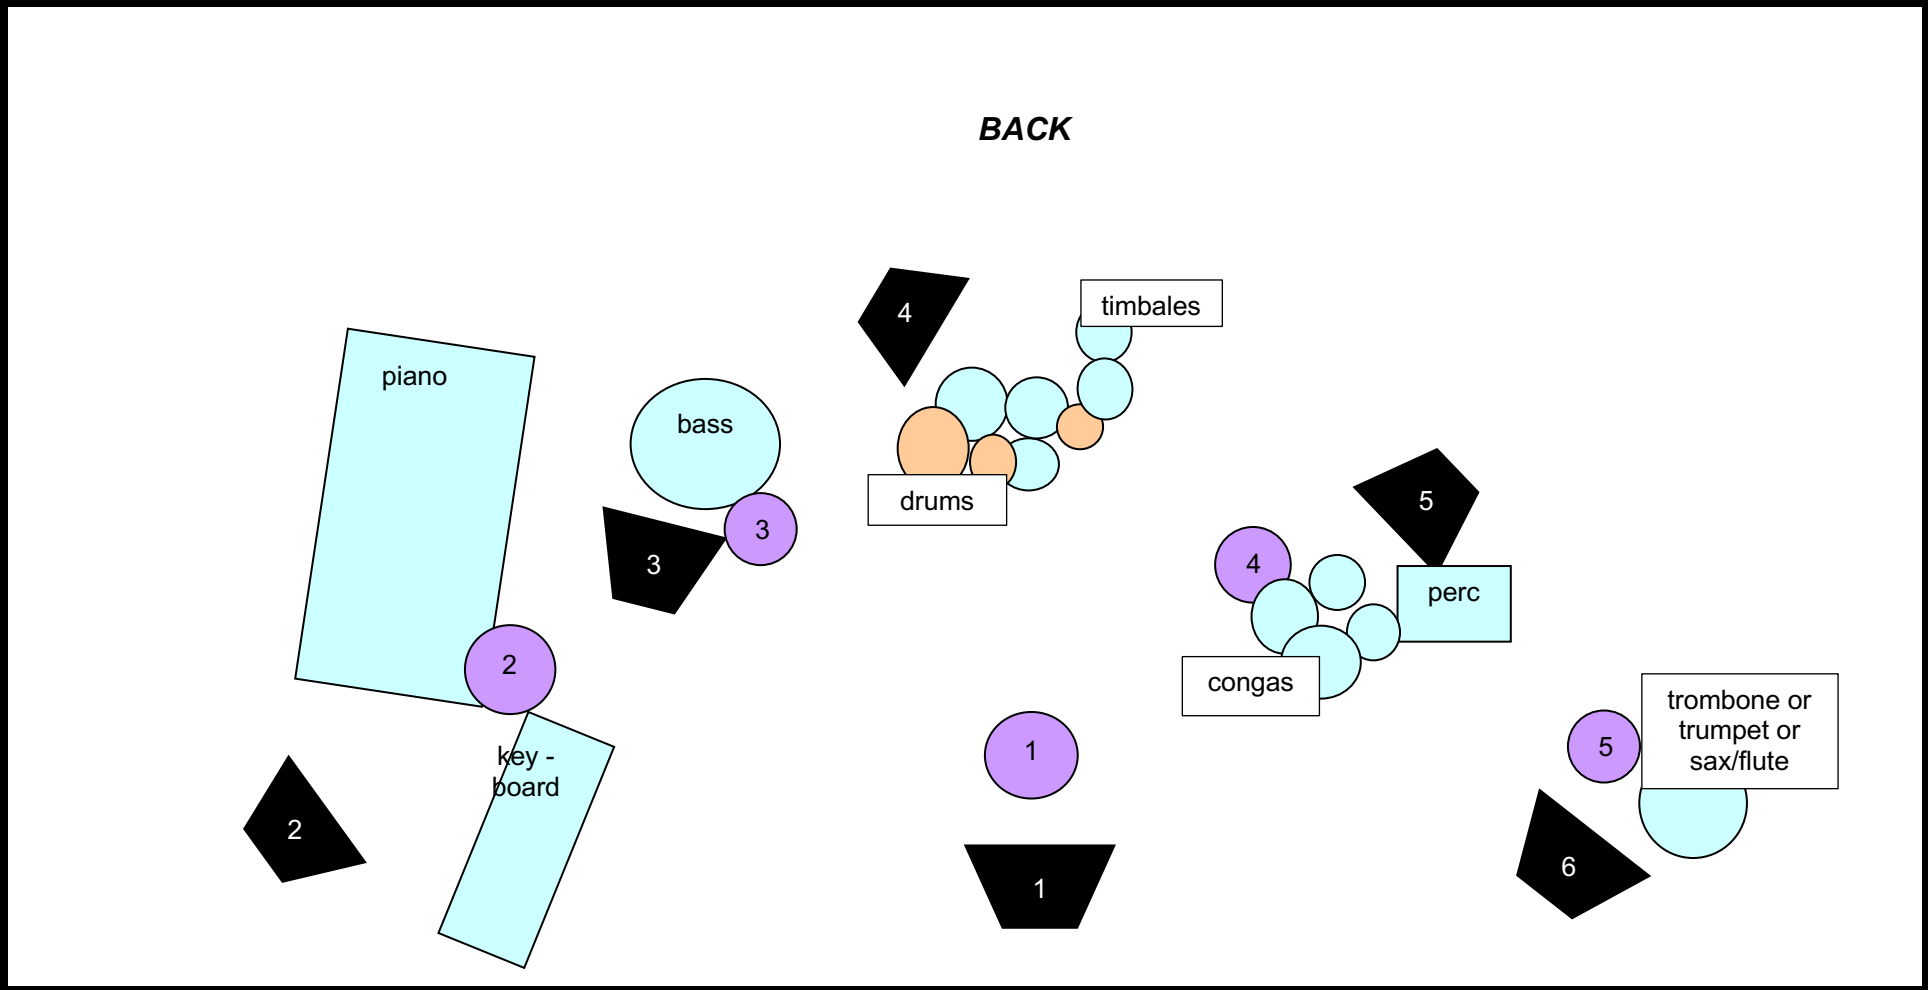 BACK
timbales
4
piano
bass
drums
5
3
3
4
perc
2
congas
trombone or
trumpet or
sax/flute
1
5
key -
board
2
6
1